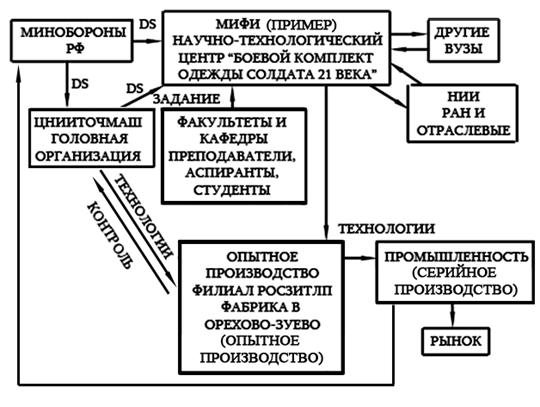 МИНОБОРОНЫ
РФ
DS
МИФИ (ПРИМЕР)
НАУЧНО-ТЕХНОЛОГИЧЕСКИЙ
ЦЕНТР “БОЕВОЙ КОМПЛЕКТ
ОДЕЖДЫ СОЛДАТА 21 ВЕКА”
ДРУГИЕ
ВУЗЫ
DS
DS
ЗАДАНИЕ
ЦНИИТОЧМАШ
ГОЛОВНАЯ
ОРГАНИЗАЦИЯ
ФАКУЛЬТЕТЫ И
КАФЕДРЫ
ПРЕПОДАВАТЕЛИ,
АСПИРАНТЫ,
СТУДЕНТЫ
НИИ
РАН И
ОТРАСЛЕВЫЕ
ТЕХНОЛОГИИ
КОНТРОЛЬ
ТЕХНОЛОГИИ
ОПЫТНОЕ
ПРОИЗВОДСТВО
ФИЛИАЛ РОСЗИТЛП
ФАБРИКА В
ОРЕХОВО-ЗУЕВО
(ОПЫТНОЕ
ПРОИЗВОДСТВО)
ПРОМЫШЛЕННОСТЬ
(СЕРИЙНОЕ
ПРОИЗВОДСТВО)
РЫНОК